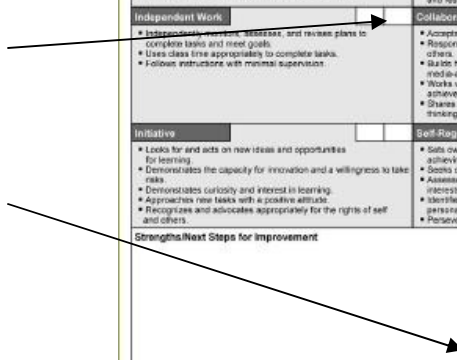 Independent Work
• Independently monitors, assesses, and revises plans to
complete tasks and meet goals.
• Uses class time appropriately to complete tasks.
• Follows instructions with minimal supervision.
Initiative
• Looks for and acts on new ideas and opportunities
for learning.
• Demonstrates the capacity for innovation and a willingness to take
risks.
• Demonstrates curiosity and interest in learning.
• Approaches new tasks with a positive attitude.
• Recognizes and advocates appropriately for the rights of self
and others.
Strengths/Next Steps for Improvement
Collabor
• Accepts
• Respon
others.
• Builds h
media-a
• Works w
achieve
• Shares
thinking
Self-Reg
• Sets ow
achievin
• Seeks c
• Assesse
interest
• Identifie
persona
• Perseve